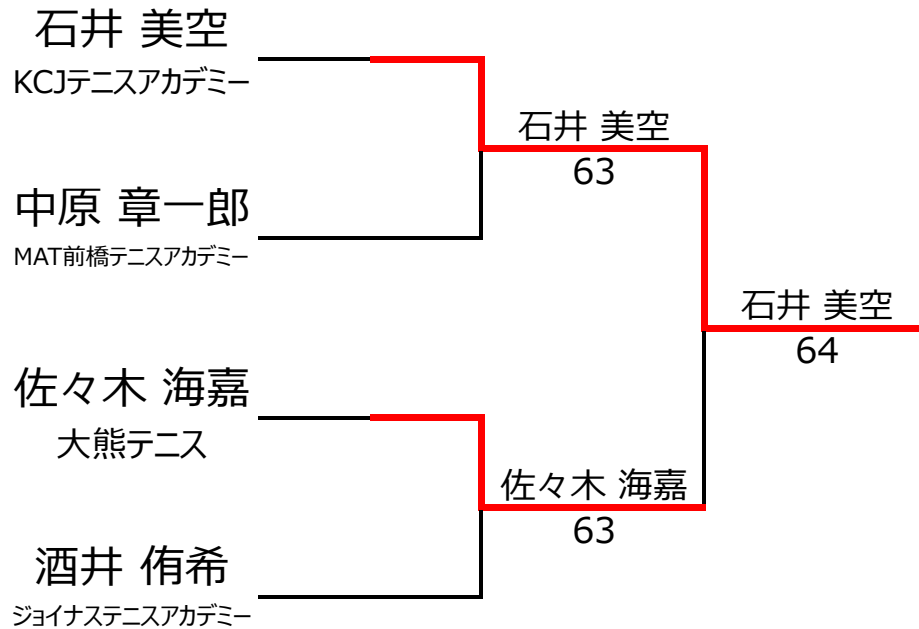 石井 美空
KCJテニスアカデミー
石井 美空
63
中原 章一郎
MAT前橋テニスアカデミー
石井 美空
64
佐々木 海嘉
大熊テニス
佐々木 海嘉
63
酒井 侑希
ジョイナステニスアカデミー